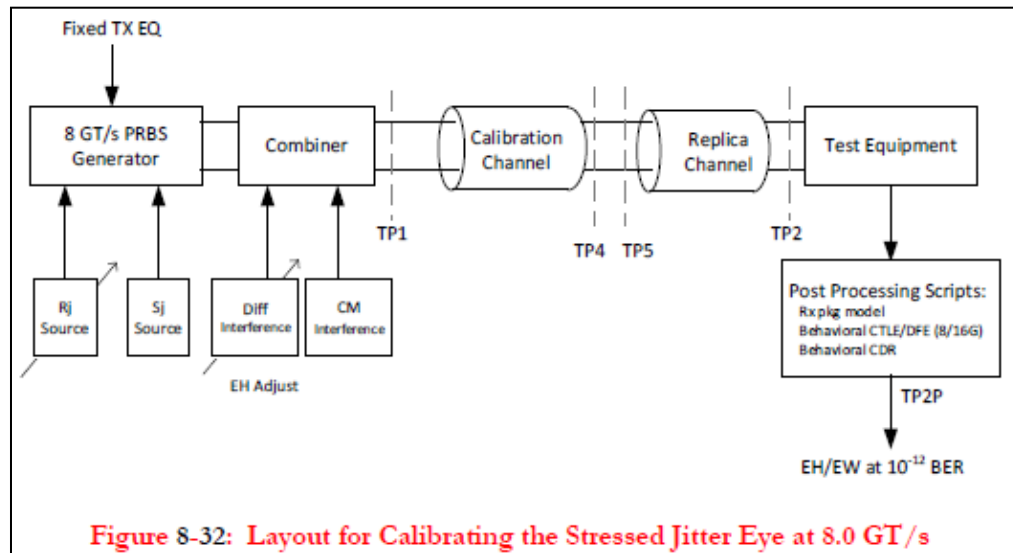 Fixed TX EQ
8 GT/s PRBS
Generator
Combiner
Calibration
Channel
Replica
Channel
Test Equipment
TP1
TP4
TP5
TP2
Rj
Source
Sj
Source
Diff
Interference
CM
Interference
EH Adjust
Post Processing Scripts:
Rx pkg model
Behavioral CTLE/DFE (8/16G)
Behavioral CDR
TP2P
EH/EW at 10⁻¹² BER
Figure 8-32: Layout for Calibrating the Stressed Jitter Eye at 8.0 GT/s